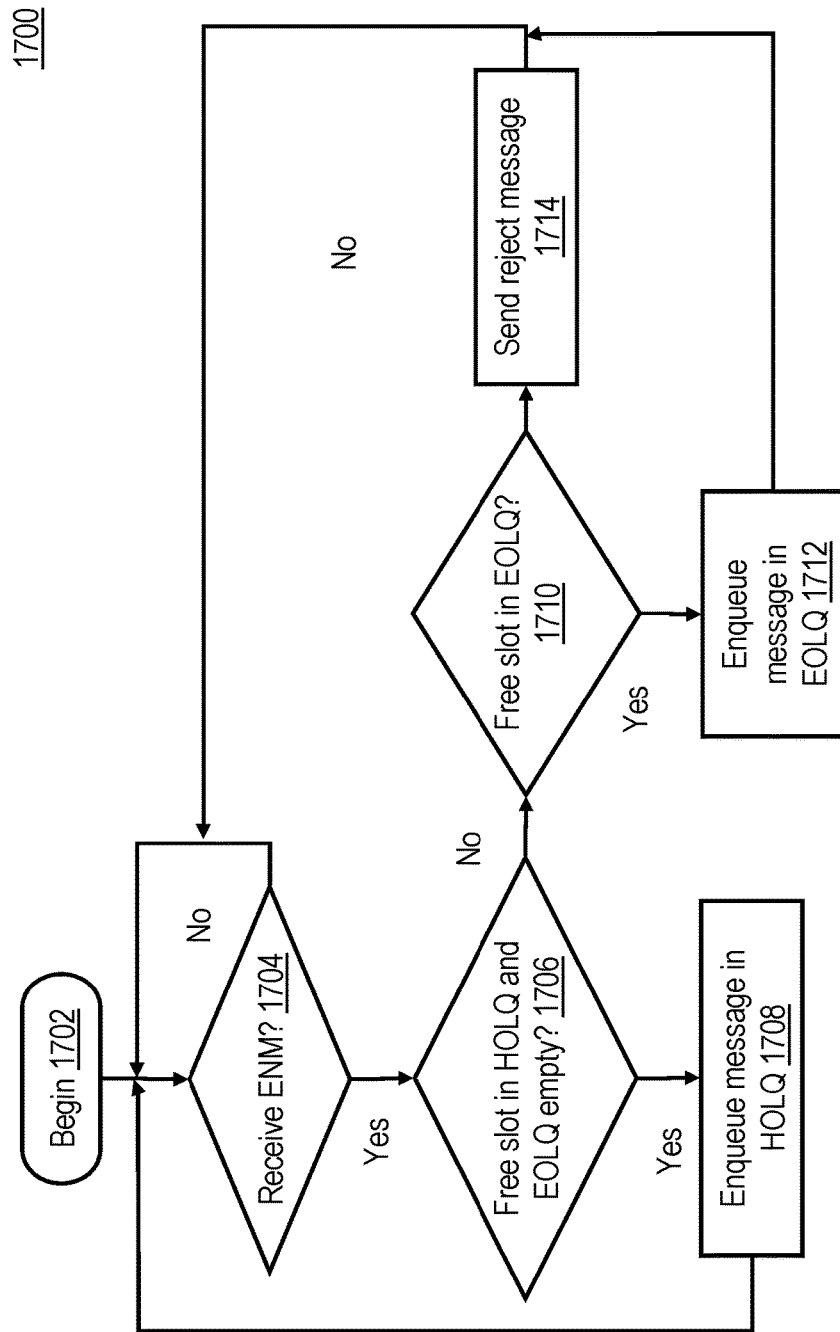 1700
Begin 1702
Receive ENM? 1704
No
Yes
Free slot in HOLQ and
EOLQ empty? 1706
No
Yes
Enqueue message in
HOLQ 1708
Free slot in EOLQ?
1710
No
Yes
Enqueue
message in
EOLQ 1712
Send reject message
1714